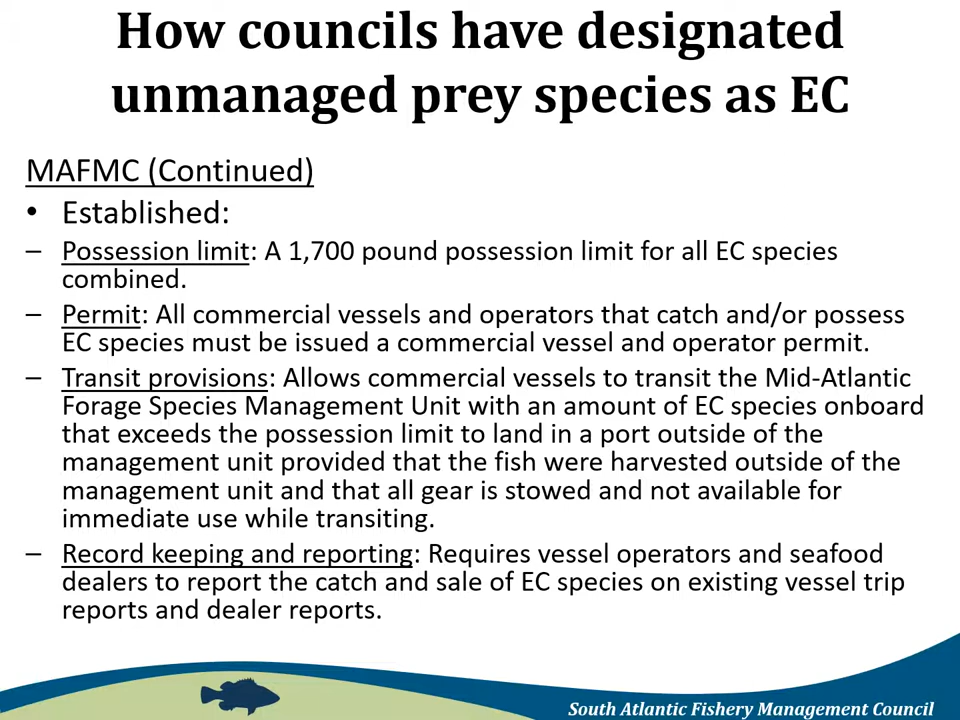 How councils have designated
unmanaged prey species as EC
MAFMC (Continued)
• Established:
– Possession limit: A 1,700 pound possession limit for all EC species
combined.
– Permit: All commercial vessels and operators that catch and/or possess
EC species must be issued a commercial vessel and operator permit.
– Transit provisions: Allows commercial vessels to transit the Mid-Atlantic
Forage Species Management Unit with an amount of EC species onboard
that exceeds the possession limit to land in a port outside of the
management unit provided that the fish were harvested outside of the
management unit and that all gear is stowed and not available for
immediate use while transiting.
– Record keeping and reporting: Requires vessel operators and seafood
dealers to report the catch and sale of EC species on existing vessel trip
reports and dealer reports.
South Atlantic Fishery Management Council